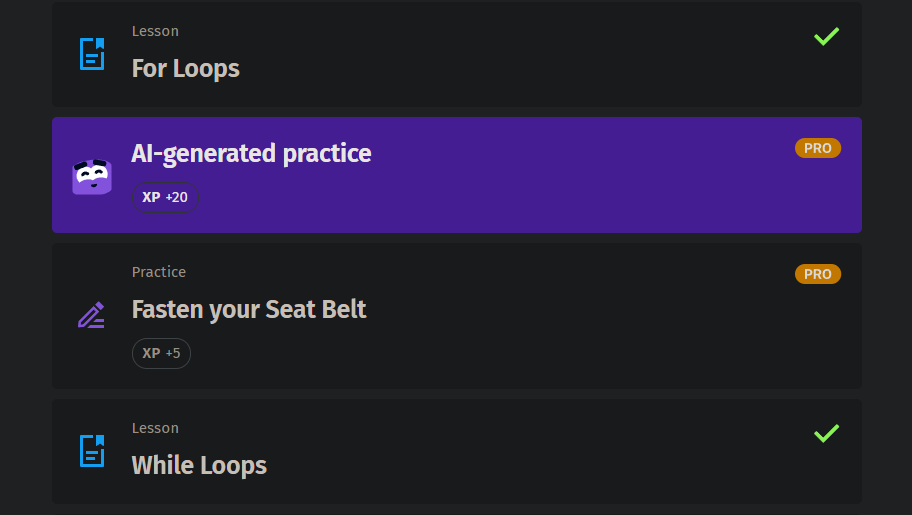 Lesson
For Loops
AI-generated practice
PRO
XP +20
Practice
PRO
Fasten your Seat Belt
XP +5
Lesson
While Loops